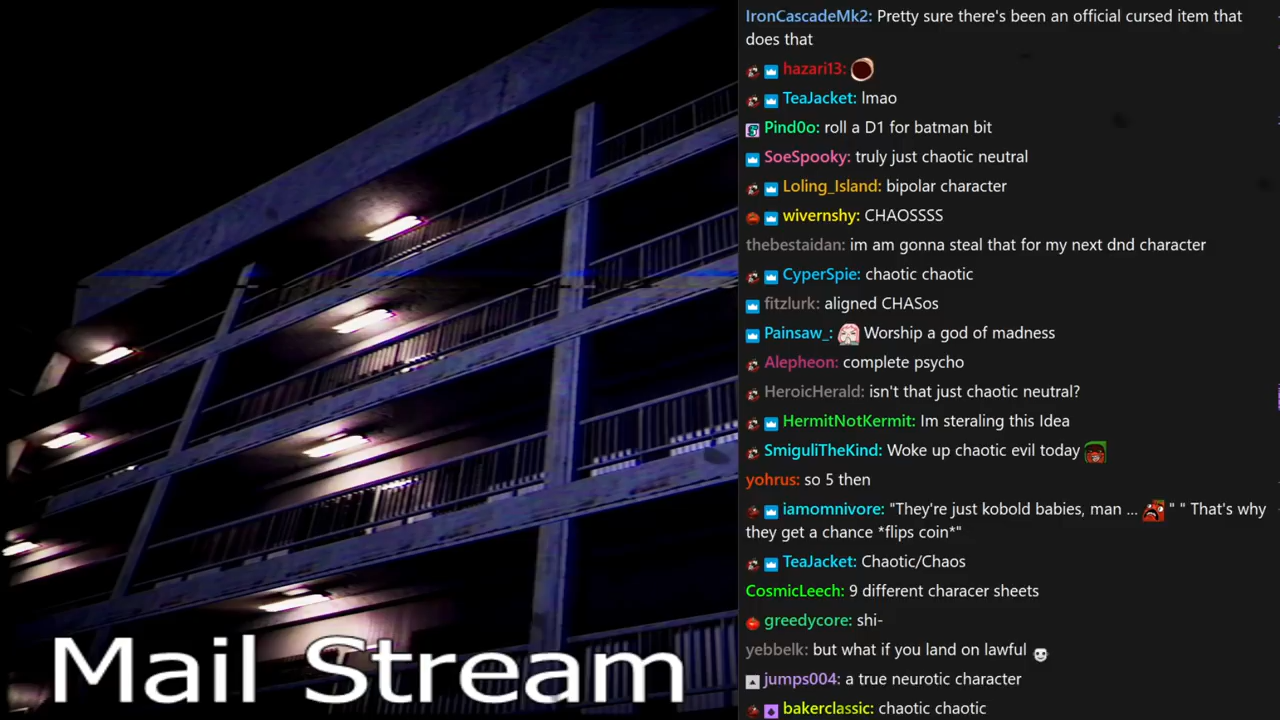 IronCascadeMk2: Pretty sure there's been an official cursed item that
does that
hazari13:
TeaJacket: lmao
Pind0o: roll a D1 for batman bit
SoeSpooky: truly just chaotic neutral
Loling_Island: bipolar character
wivernshy: CHAOSSSS
thebestaidan: im am gonna steal that for my next dnd character
CyperSpie: chaotic chaotic
fitzlurk: aligned CHASos
Painsaw_: Worship a god of madness
Alepheon: complete psycho
HeroicHerald: isn't that just chaotic neutral?
HermitNotKermit: Im steraling this Idea
SmiguliTheKind: Woke up chaotic evil today
yohrus: so 5 then
iamomnivore: "They're just kobold babies, man ... " " That's why
they get a chance *flips coin*"
TeaJacket: Chaotic/Chaos
CosmicLeech: 9 different characer sheets
greedycore: shi-
yebbelk: but what if you land on lawful
jumps004: a true neurotic character
bakerclassic: chaotic chaotic
Mail Stream